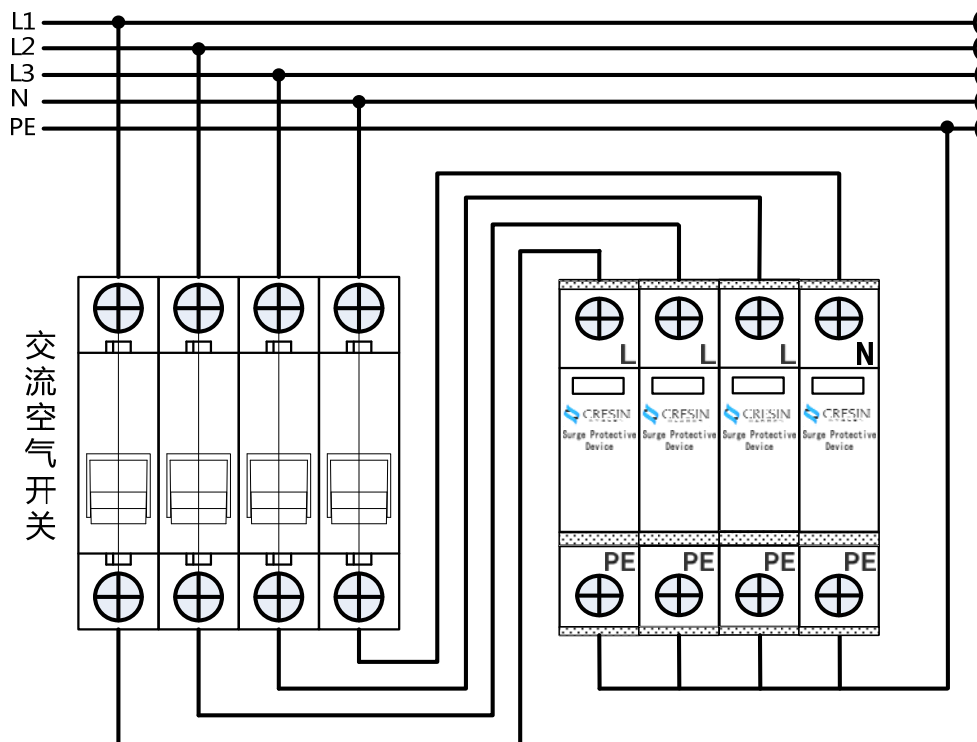 L1
L2
L3
N
PE
交流空气开关
L
L
L
N
CRESIN
CRESIN
CRESIN
CRESIN
Surge Protective
Device
Surge Protective
Device
Surge Protective
Device
Surge Protective
Device
PE
PE
PE
PE